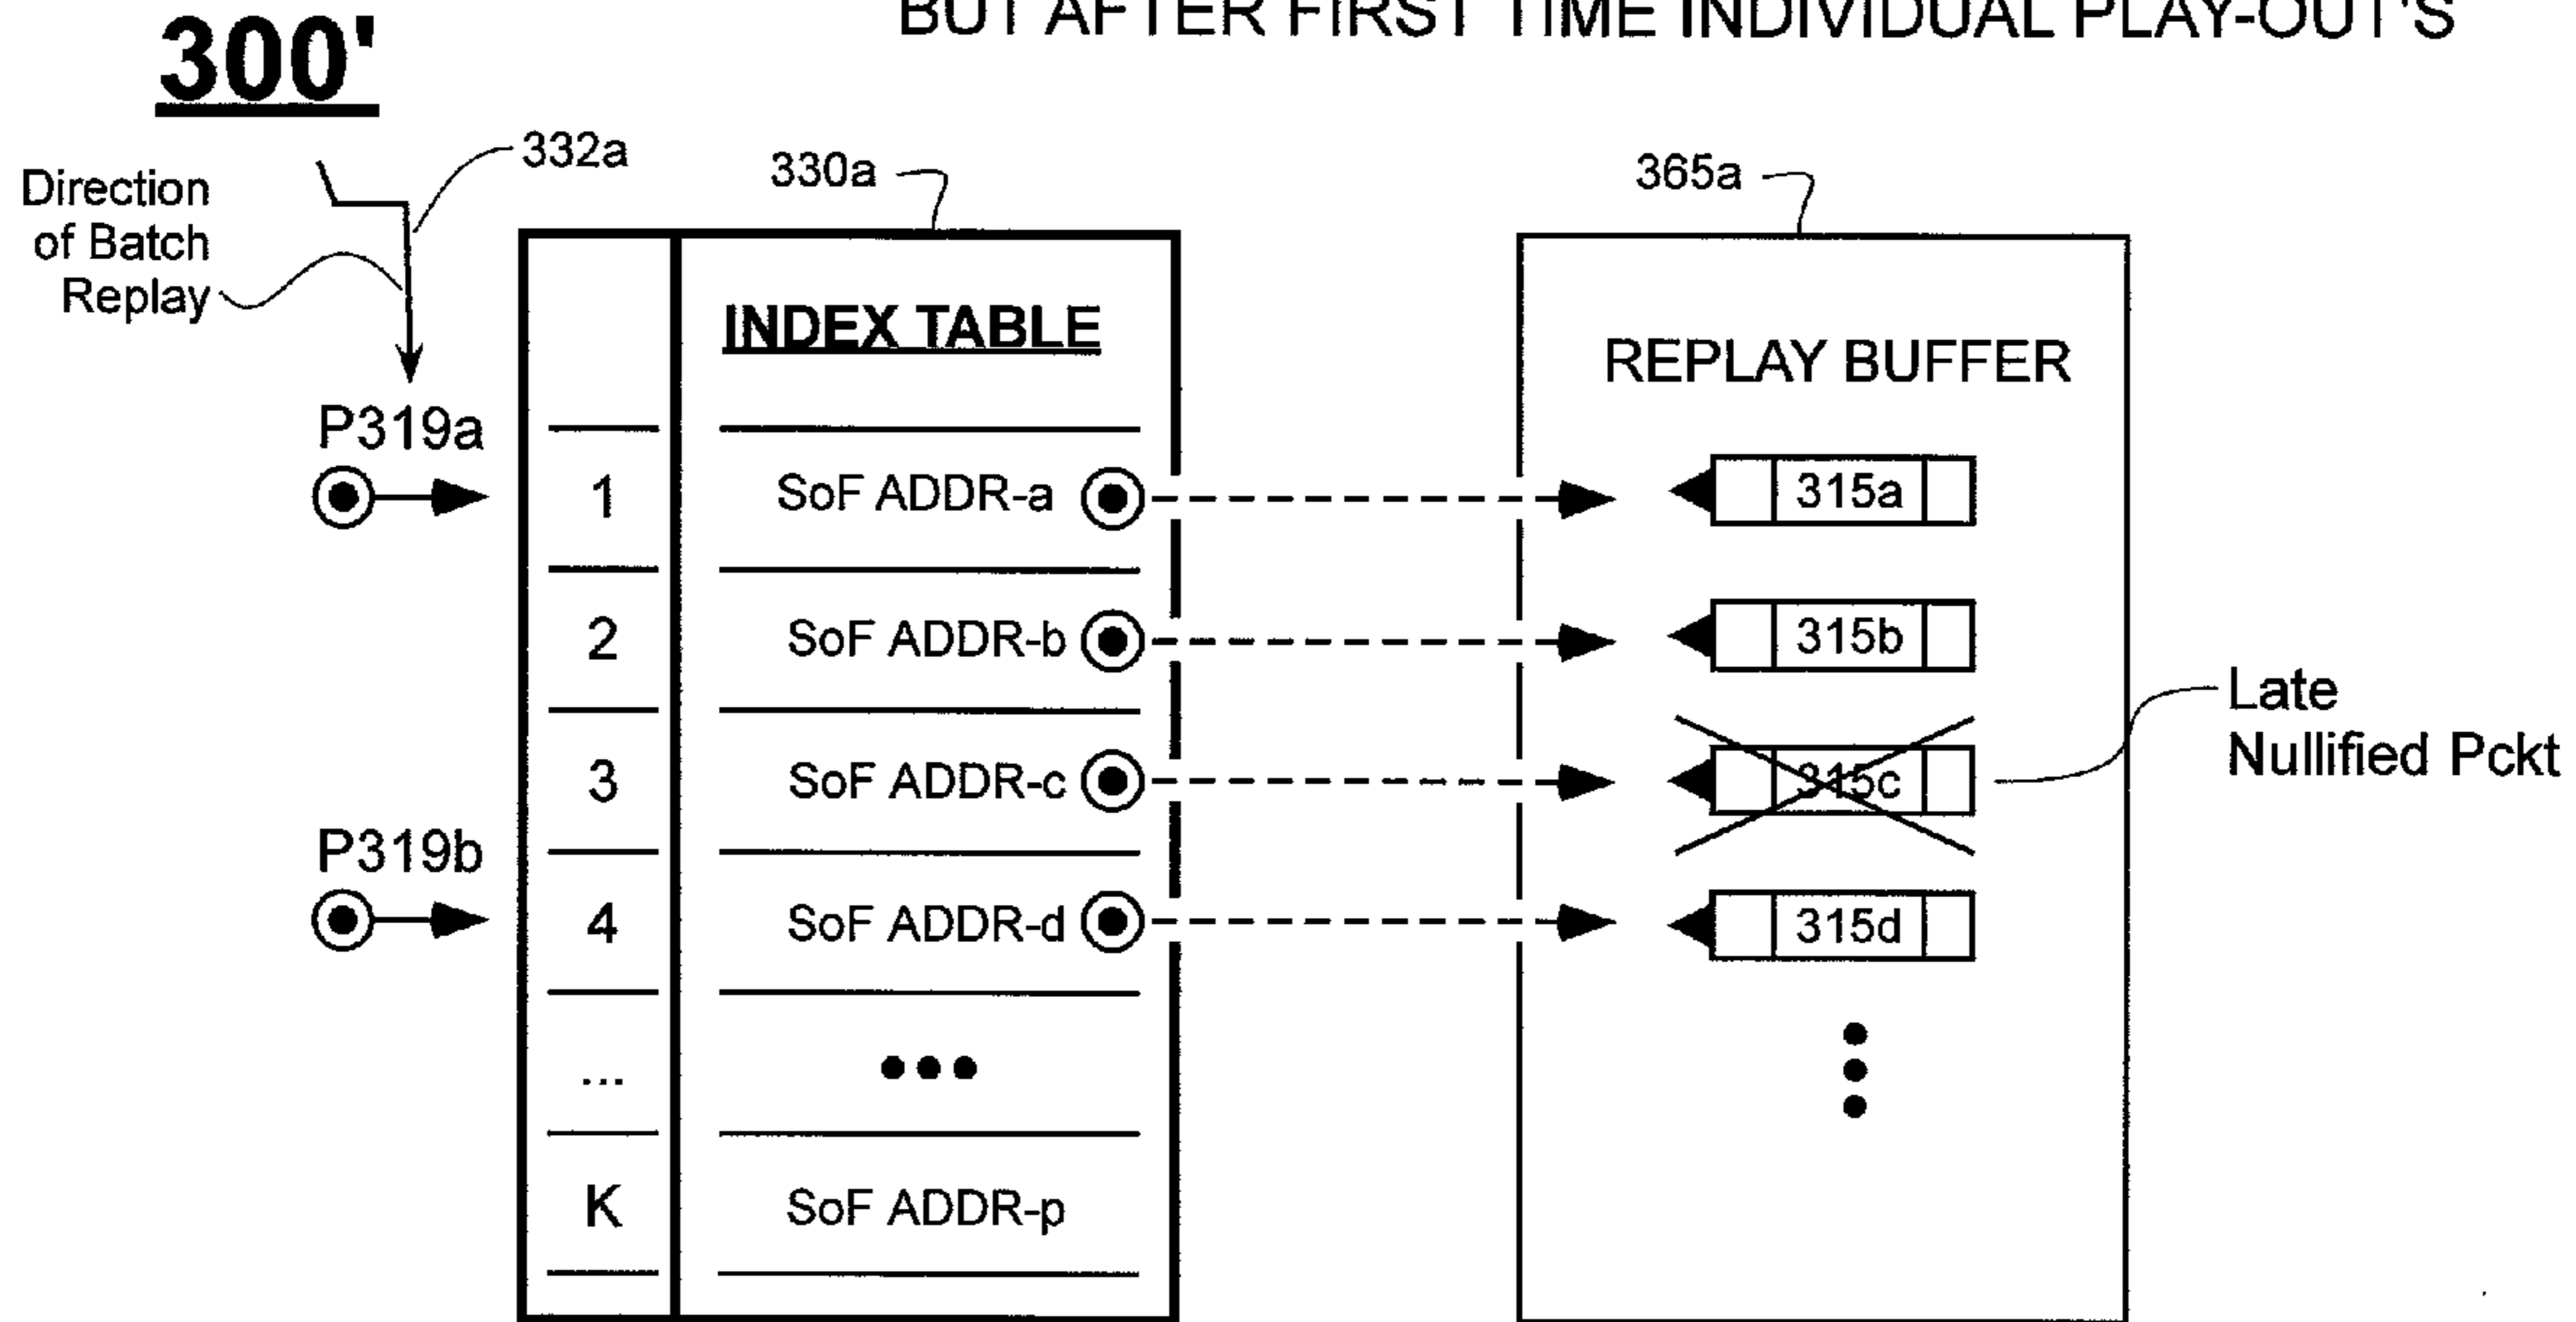 BUT AFTER FIRST TIME INDIVIDUAL PLAY-OUT'S
300'
332a
330a
365a
Direction
of Batch
Replay
INDEX TABLE
REPLAY BUFFER
P319a
1
SoF ADDR-a
315a
2
SoF ADDR-b
315b
3
SoF ADDR-c
315c
Late
Nullified Pckt
P319b
4
SoF ADDR-d
315d
...
•••
K
SoF ADDR-p